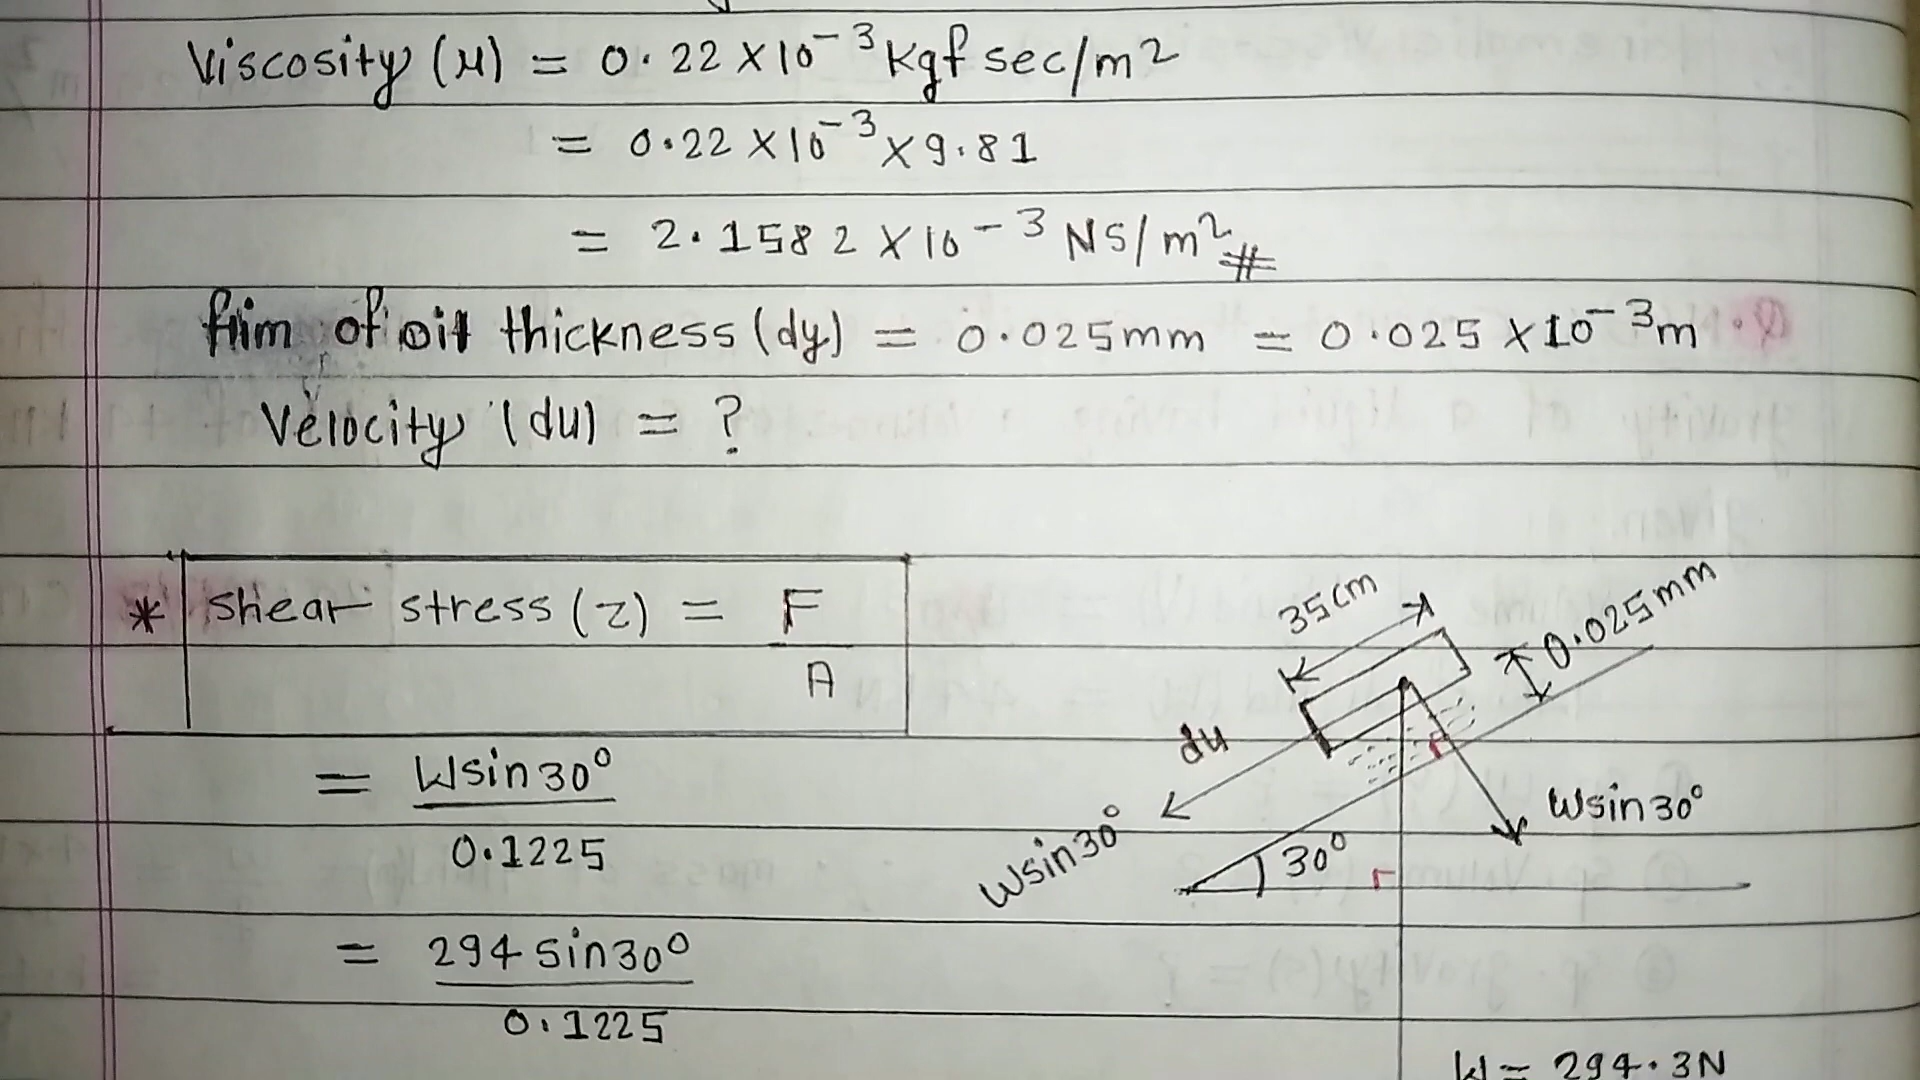 Viscosity (μ) = 0.22 × 10⁻³ kgf sec/m²
= 0.22 × 10⁻³ × 9.81
= 2.1582 × 10⁻³ NS/m² #
film of oil thickness (dy) = 0.025mm = 0.025 × 10⁻³ m
Velocity (du) = ?
* shear stress (τ) = F
A
= Wsin30°
0.1225
= 294 sin30°
0.1225
35cm
0.025mm
du
Wsin30°
Wsin30°
30°
W = 294.3N